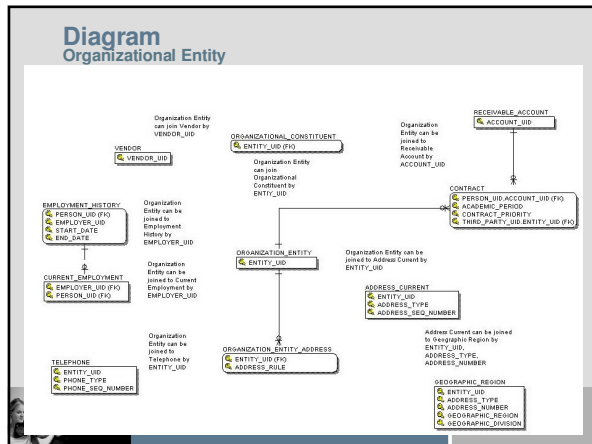 Diagram
Organizational Entity
Organization Entity
can join Vendor by
VENDOR_UID
VENDOR
VENDOR_UID
ORGANIZATIONAL_CONSTITUENT
ENTITY_UID (FK)
Organization Entity
can join
Organizational
Constituent by
ENTITY_UID
Organization
Entity can be
joined to
Receivable
Account by
ACCOUNT_UID
RECEIVABLE_ACCOUNT
ACCOUNT_UID
CONTRACT
PERSON_UID.ACCOUNT_UID (FK)
ACADEMIC_PERIOD
CONTRACT_PRIORITY
THIRD_PARTY_UID.ENTITY_UID (FK)
EMPLOYMENT_HISTORY
PERSON_UID (FK)
EMPLOYER_UID
START_DATE
END_DATE
Organization
Entity can be
joined to
Employment
History by
EMPLOYER_UID
ORGANIZATION_ENTITY
ENTITY_UID
Organization Entity can be
joined to Address Current by
ENTITY_UID
CURRENT_EMPLOYMENT
EMPLOYER_UID (FK)
PERSON_UID (FK)
Organization
Entity can be
joined to Current
Employment by
EMPLOYER_UID
ADDRESS_CURRENT
ENTITY_UID
ADDRESS_TYPE
ADDRESS_SEQ_NUMBER
Organization
Entity can be
joined to
Telephone by
ENTITY_UID
ORGANIZATION_ENTITY_ADDRESS
ENTITY_UID (FK)
ADDRESS_RULE
Address Current can be joined
to Geographic Region by
ENTITY_UID,
ADDRESS_TYPE,
ADDRESS_NUMBER
TELEPHONE
ENTITY_UID
PHONE_TYPE
PHONE_SEQ_NUMBER
GEOGRAPHIC_REGION
ENTITY_UID
ADDRESS_TYPE
ADDRESS_NUMBER
GEOGRAPHIC_REGION
GEOGRAPHIC_DIVISION